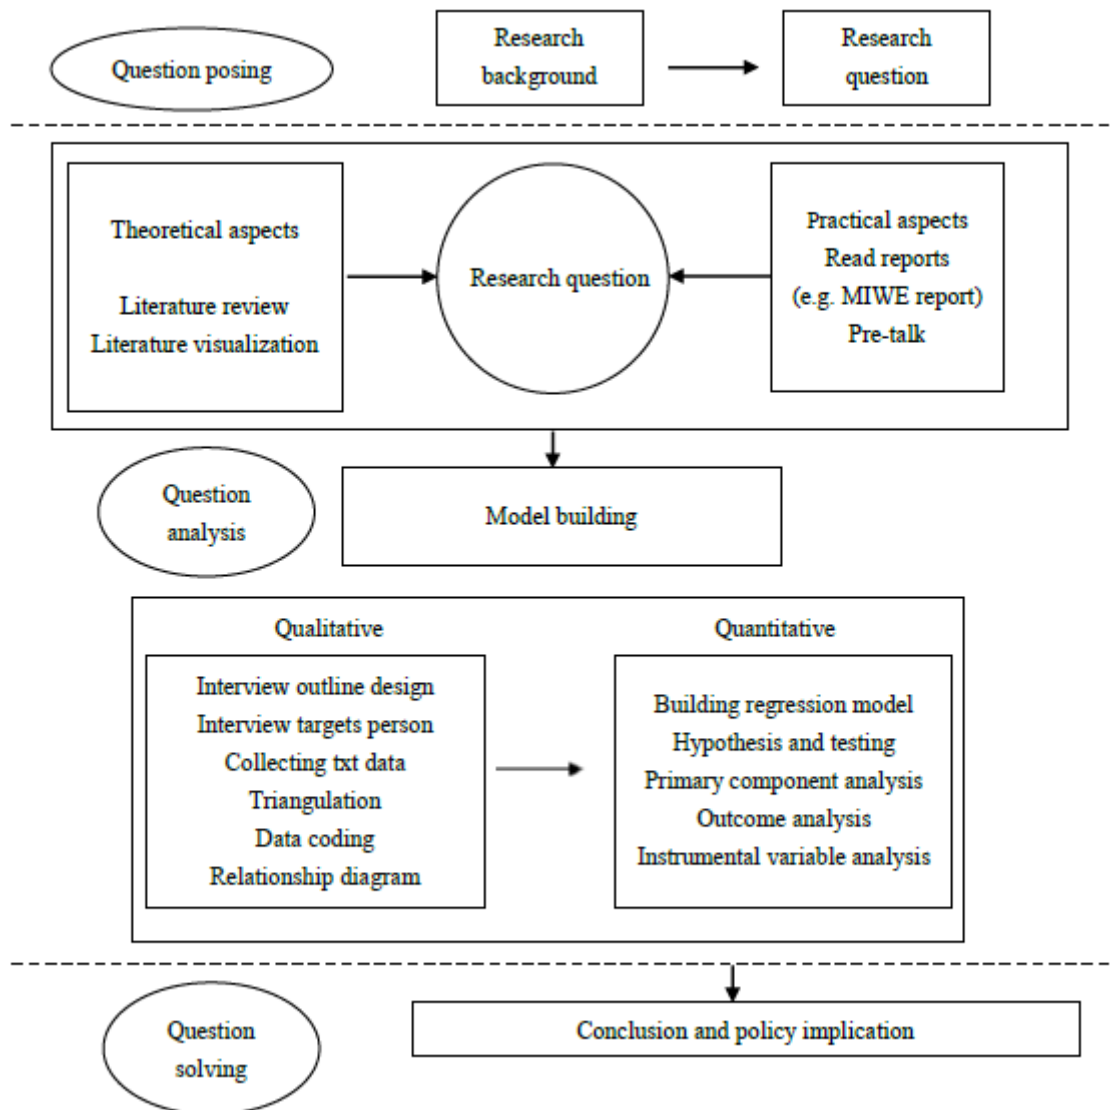 Question posing
Research
background
Research
question
Theoretical aspects
Literature review
Literature visualization
Research question
Practical aspects
Read reports
(e.g. MIWE report)
Pre-talk
Question
analysis
Model building
Qualitative
Interview outline design
Interview targets person
Collecting txt data
Triangulation
Data coding
Relationship diagram
Quantitative
Building regression model
Hypothesis and testing
Primary component analysis
Outcome analysis
Instrumental variable analysis
Question
solving
Conclusion and policy implication